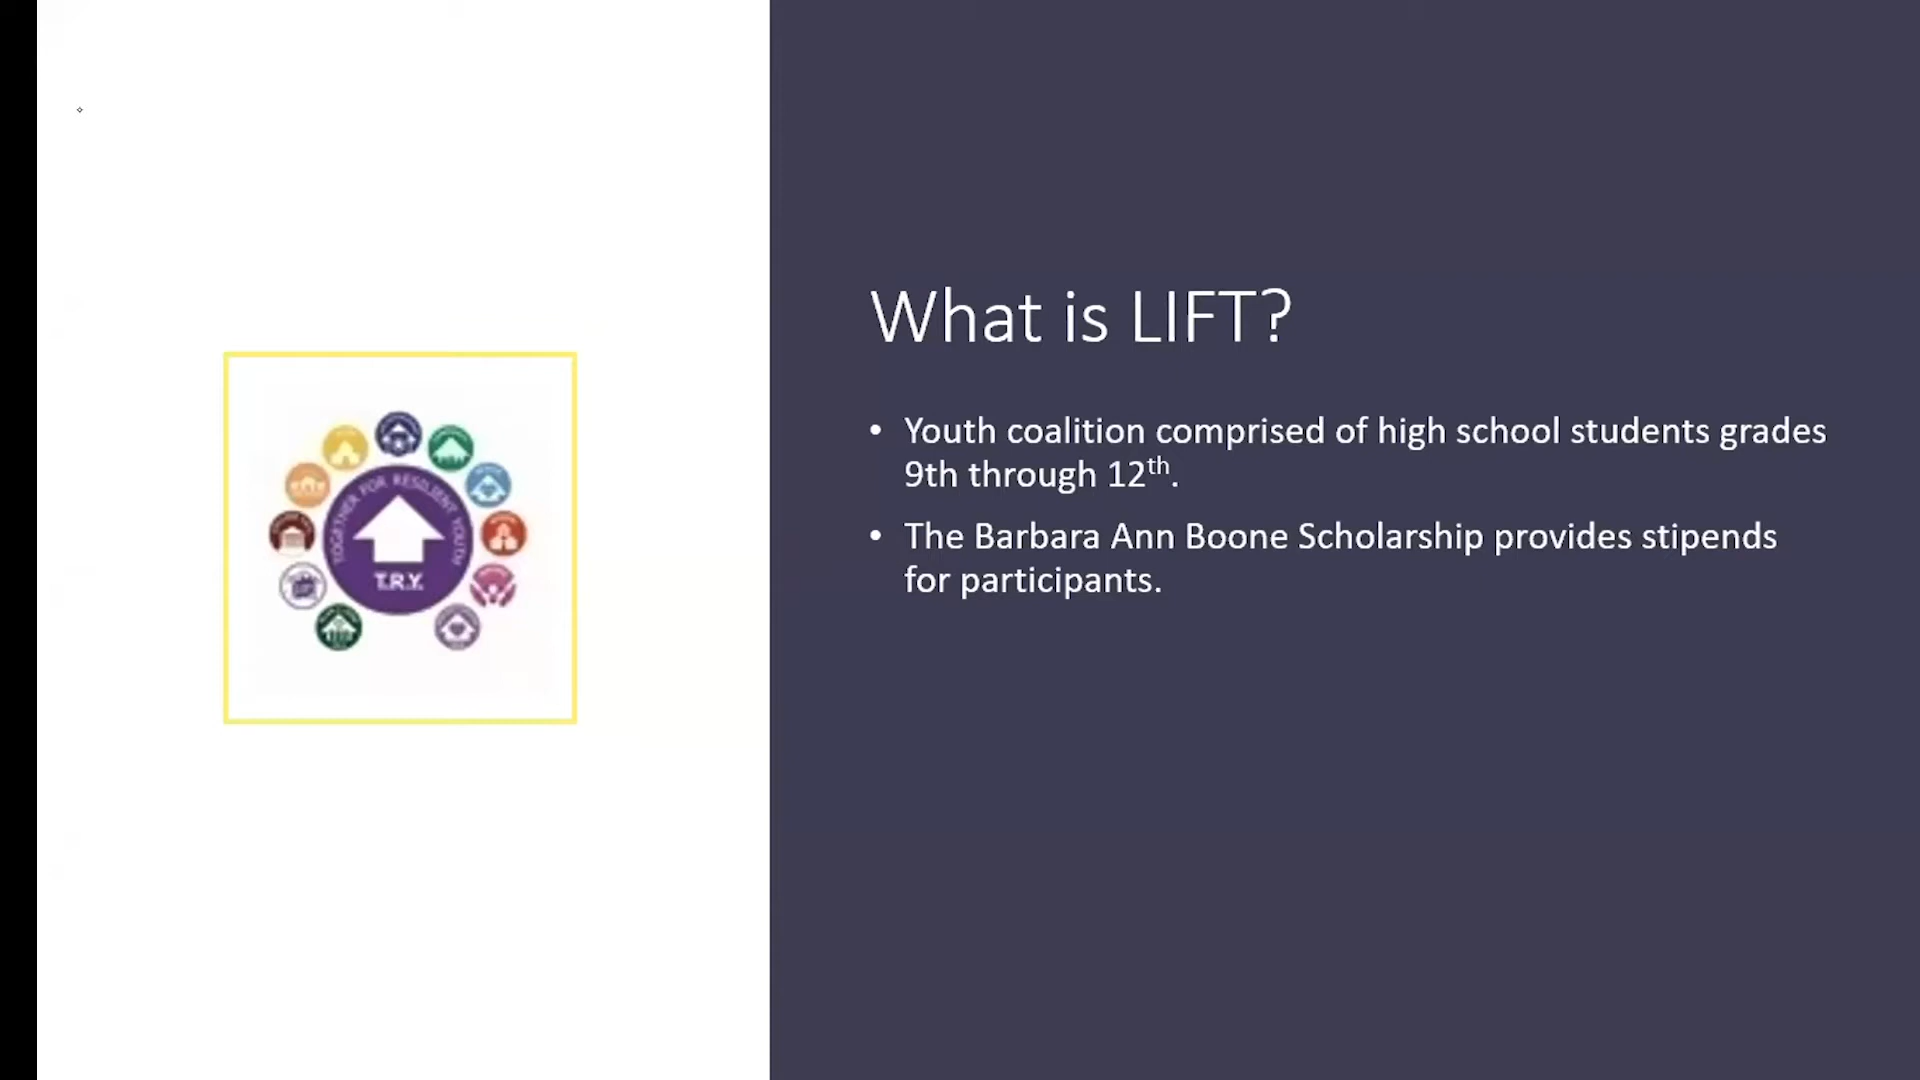 TOGETHER FOR RESILIENT YOUTH
T.R.Y.
What is LIFT?
• Youth coalition comprised of high school students grades
9th through 12th.
• The Barbara Ann Boone Scholarship provides stipends
for participants.